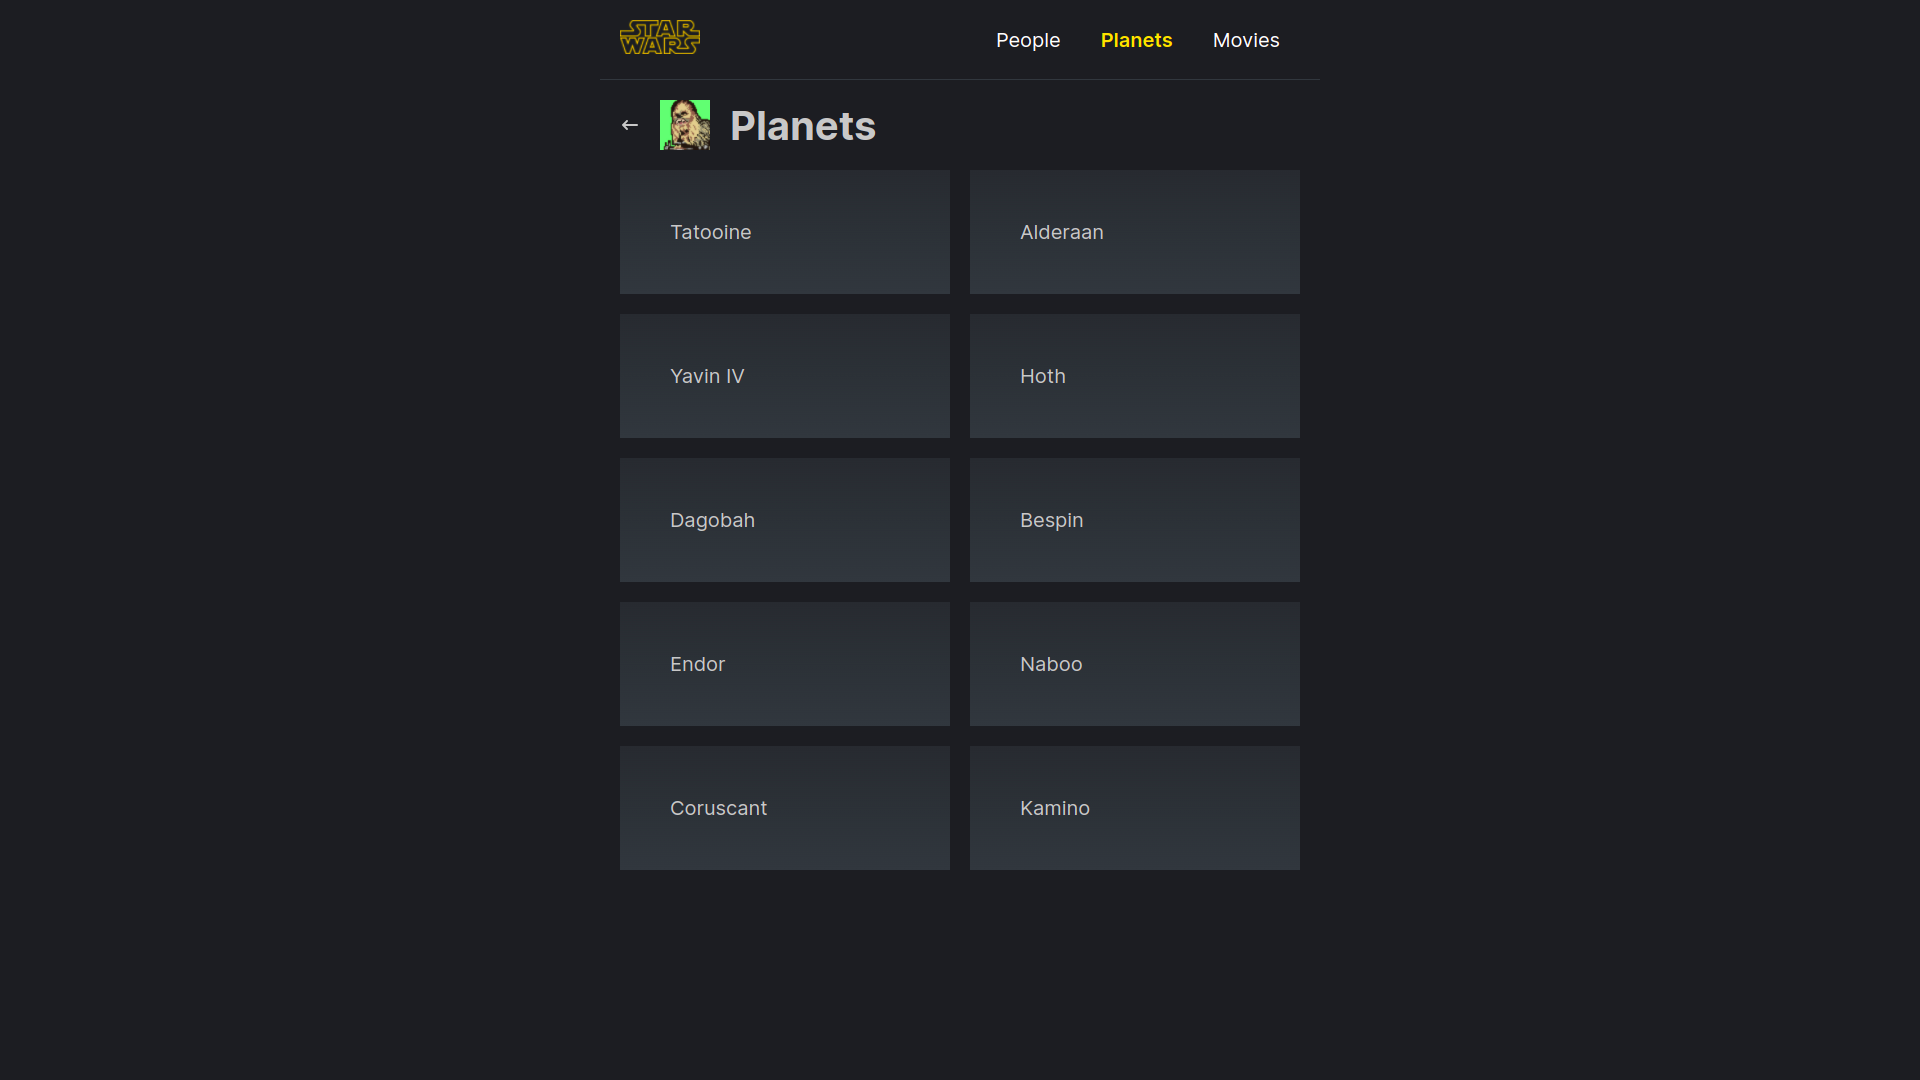 STAR
WARS
People
Planets
Movies
Planets
Tatooine
Alderaan
Yavin IV
Hoth
Dagobah
Bespin
Endor
Naboo
Coruscant
Kamino